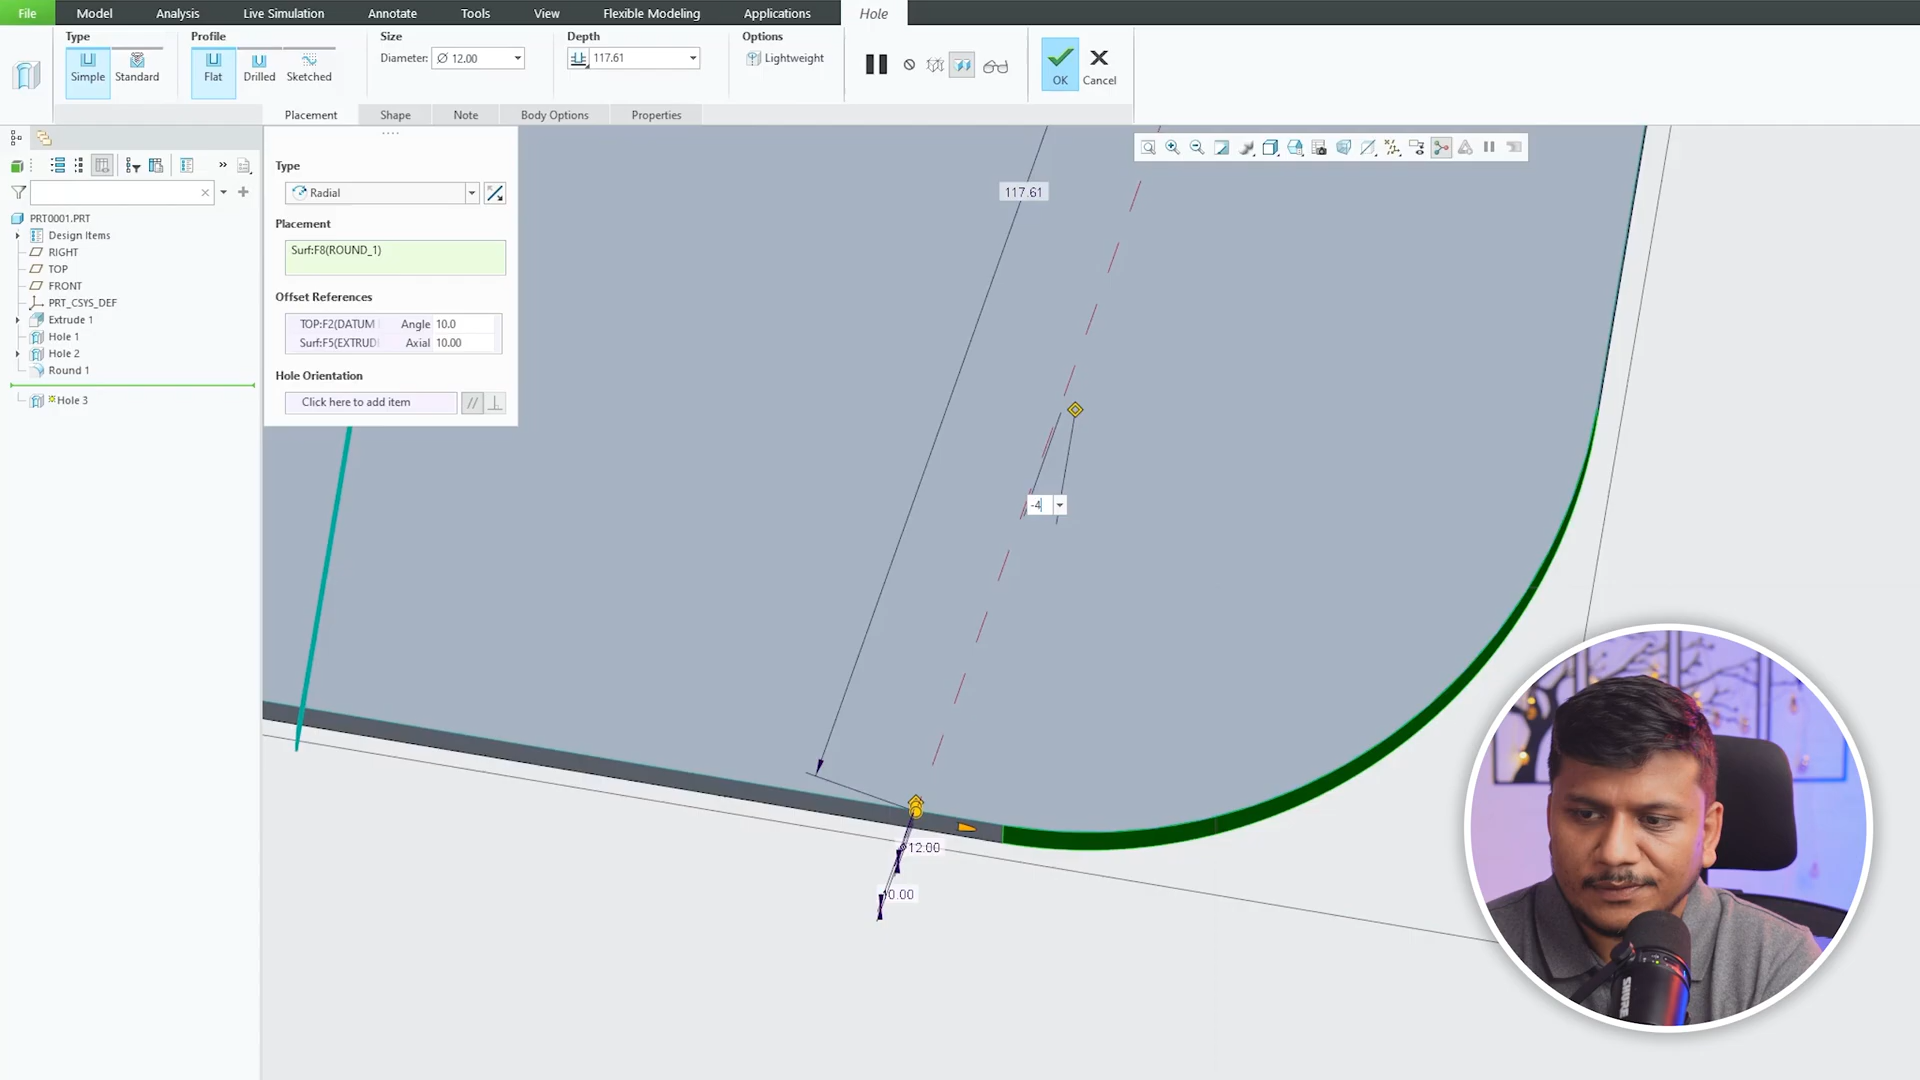 File Model Analysis Live Simulation Annotate Tools View Flexible Modeling Applications Hole
Type Profile Size Depth Options
Simple Standard Flat Drilled Sketched Diameter: Ø 12.00 117.61 Lightweight OK Cancel
Placement Shape Note Body Options Properties
Type
Radial
Placement
Surf:F8(ROUND_1)
Offset References
TOP:F2(DATUM Angle 10.0
Surf:F5(EXTRUD Axial 10.00
Hole Orientation
Click here to add item
PRT0001.PRT
Design Items
RIGHT
TOP
FRONT
PRT_CSYS_DEF
Extrude 1
Hole 1
Hole 2
Round 1
Hole 3
117.61
-4
12.00
0.00
SHURE